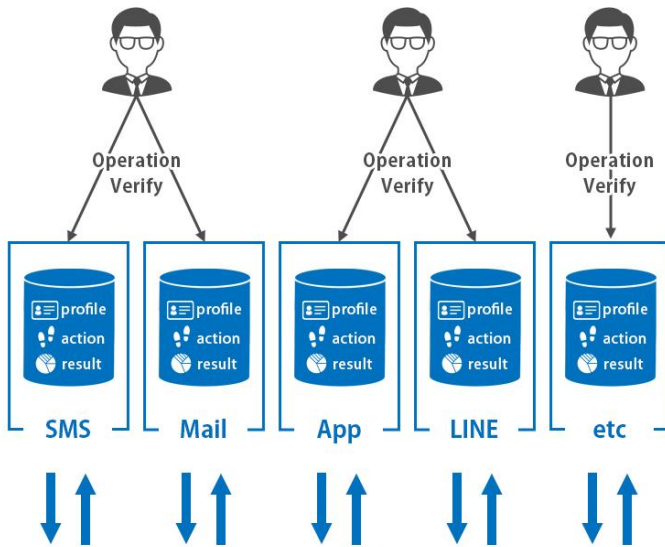 Operation
Verify
Operation
Verify
Operation
Verify
profile
action
result
profile
action
result
profile
action
result
profile
action
result
profile
action
result
SMS
Mail
App
LINE
etc